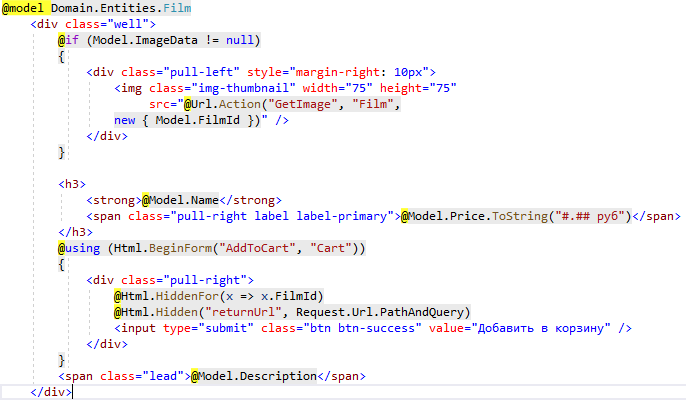 @model Domain.Entities.Film
<div class="well">
@if (Model.ImageData != null)
{
<div class="pull-left" style="margin-right: 10px">
<img class="img-thumbnail" width="75" height="75"
src="@Url.Action("GetImage", "Film",
new { Model.FilmId })" />
</div>
}
<h3>
<strong>@Model.Name</strong>
<span class="pull-right label label-primary">@Model.Price.ToString("#.## руб")</span>
</h3>
@using (Html.BeginForm("AddToCart", "Cart"))
{
<div class="pull-right">
@Html.HiddenFor(x => x.FilmId)
@Html.Hidden("returnUrl", Request.Url.PathAndQuery)
<input type="submit" class="btn btn-success" value="Добавить в корзину" />
</div>
}
<span class="lead">@Model.Description</span>
</div>